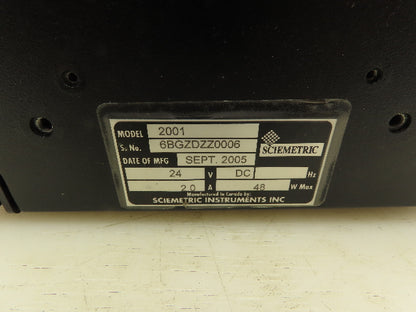 MODEL 2001
S. No. 6BGZDZZ0006
SCIEMETRIC
DATE OF MFG SEPT. 2005
24 V DC Hz
2.0 A 48 W Max
Manufactured in Canada by:
SCIEMETRIC INSTRUMENTS INC